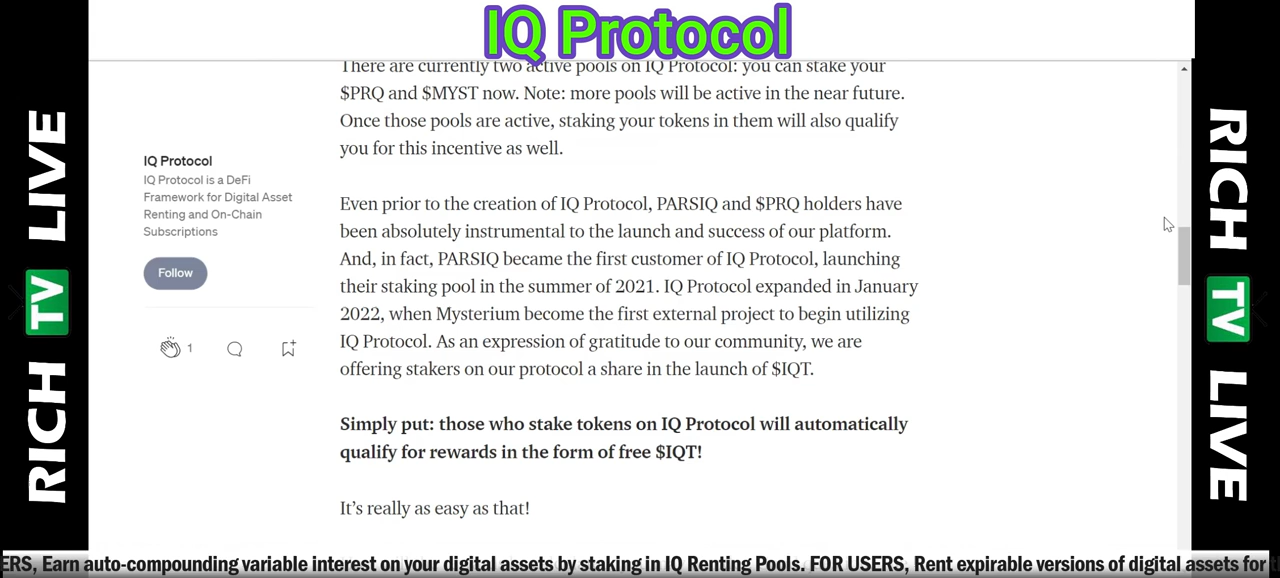 IQ Protocol
There are currently two active pools on IQ Protocol: you can stake your
$PRQ and $MYST now. Note: more pools will be active in the near future.
Once those pools are active, staking your tokens in them will also qualify
you for this incentive as well.
IQ Protocol
IQ Protocol is a DeFi
Framework for Digital Asset
Renting and On-Chain
Subscriptions
Follow
1
Even prior to the creation of IQ Protocol, PARSIQ and $PRQ holders have
been absolutely instrumental to the launch and success of our platform.
And, in fact, PARSIQ became the first customer of IQ Protocol, launching
their staking pool in the summer of 2021. IQ Protocol expanded in January
2022, when Mysterium become the first external project to begin utilizing
IQ Protocol. As an expression of gratitude to our community, we are
offering stakers on our protocol a share in the launch of $IQT.
Simply put: those who stake tokens on IQ Protocol will automatically
qualify for rewards in the form of free $IQT!
It's really as easy as that!
RICH TV LIVE
RICH TV LIVE
ERS, Earn auto-compounding variable interest on your digital assets by staking in IQ Renting Pools. FOR USERS, Rent expirable versions of digital assets for